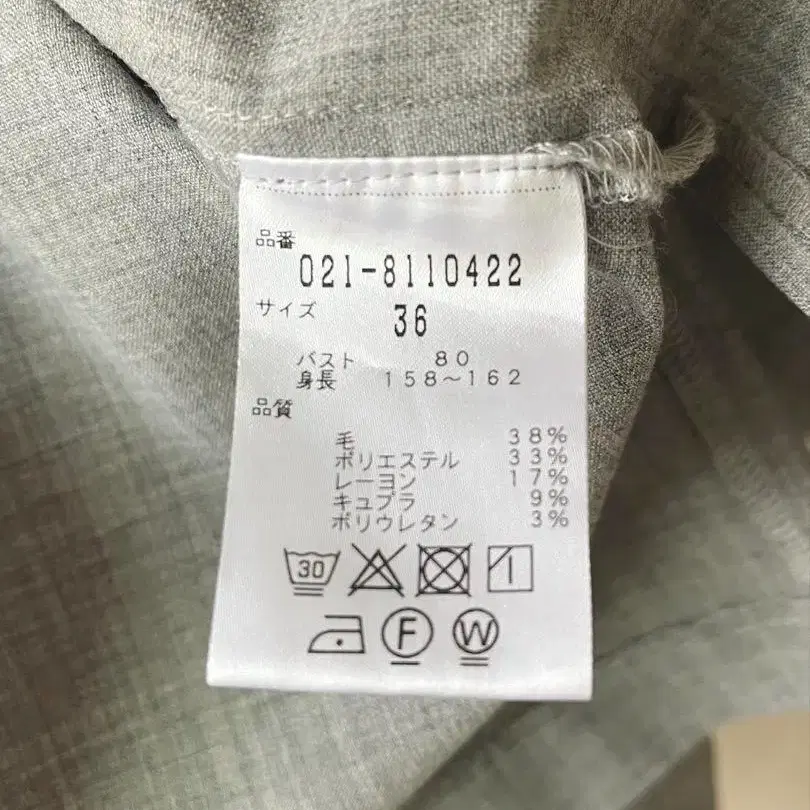 品番
021-8110422
サイズ
36
バスト 80
身長 158～162
品質
毛 38%
ポリエステル 33%
レーヨン 17%
キュプラ 9%
ポリウレタン 3%
30
F W